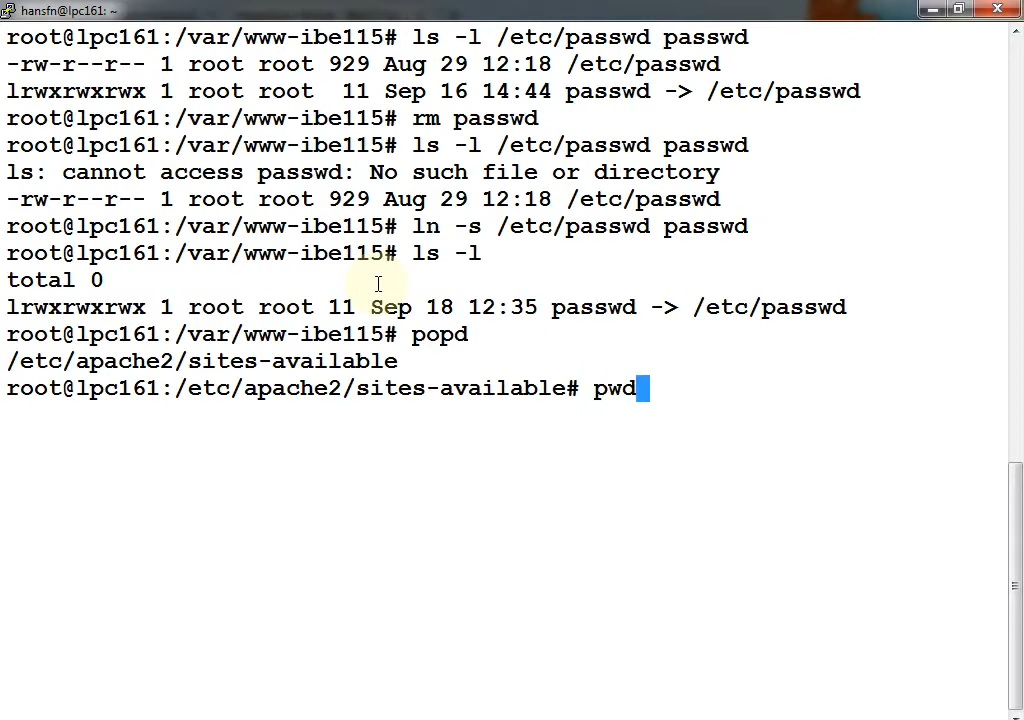 hansfn@lpc161: ~
root@lpc161:/var/www-ibe115# ls -l /etc/passwd passwd
-rw-r--r-- 1 root root 929 Aug 29 12:18 /etc/passwd
lrwxrwxrwx 1 root root  11 Sep 16 14:44 passwd -> /etc/passwd
root@lpc161:/var/www-ibe115# rm passwd
root@lpc161:/var/www-ibe115# ls -l /etc/passwd passwd
ls: cannot access passwd: No such file or directory
-rw-r--r-- 1 root root 929 Aug 29 12:18 /etc/passwd
root@lpc161:/var/www-ibe115# ln -s /etc/passwd passwd
root@lpc161:/var/www-ibe115# ls -l
total 0
lrwxrwxrwx 1 root root 11 Sep 18 12:35 passwd -> /etc/passwd
root@lpc161:/var/www-ibe115# popd
/etc/apache2/sites-available
root@lpc161:/etc/apache2/sites-available# pwd